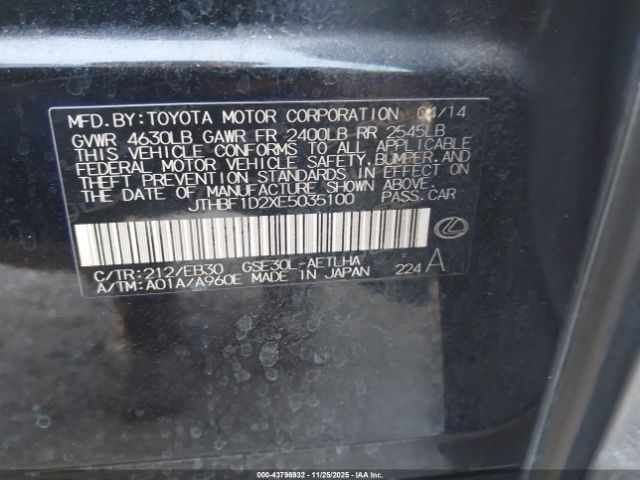 MFD.BY:TOYOTA MOTOR CORPORATION 04/14
GVWR 4630LB GAWR FR 2400LB RR 2545LB
THIS VEHICLE CONFORMS TO ALL APPLICABLE
FEDERAL MOTOR VEHICLE SAFETY, BUMPER, AND
THEFT PREVENTION STANDARDS IN EFFECT ON
THE DATE OF MANUFACTURE SHOWN ABOVE.
JTHBF1D2XE5035100 PASS.CAR
C/TR:212/EB30 GSE30L-AETLHA
A/TM:A01A/A960E MADE IN JAPAN 224A
000-43796932 11/25/2025 Copart IAA